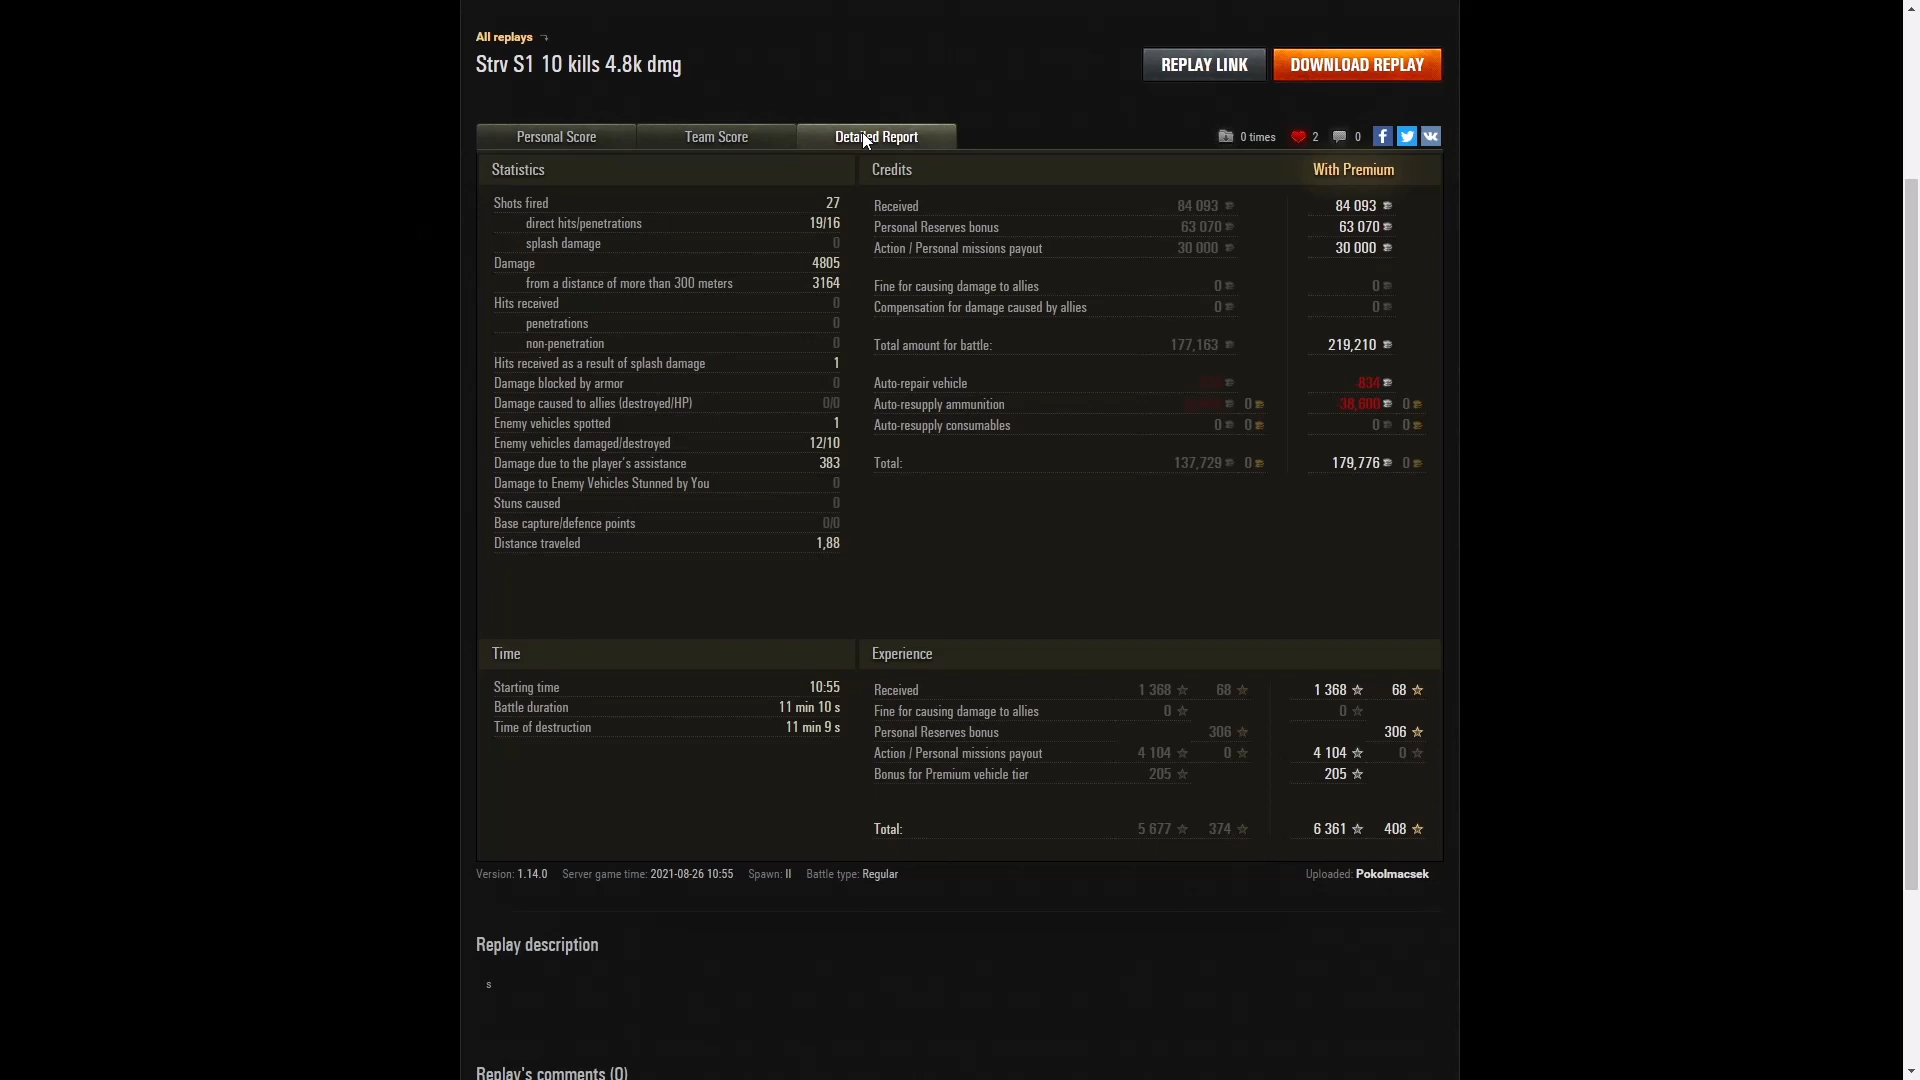 All replays
Strv S1 10 kills 4.8k dmg
REPLAY LINK DOWNLOAD REPLAY
Personal Score Team Score Detailed Report 0 times 2 0
Statistics
Shots fired 27
direct hits/penetrations 19/16
splash damage 0
Damage 4805
from a distance of more than 300 meters 3164
Hits received 0
penetrations 0
non-penetration 0
Hits received as a result of splash damage 1
Damage blocked by armor 0
Damage caused to allies (destroyed/HP) 0/0
Enemy vehicles spotted 1
Enemy vehicles damaged/destroyed 12/10
Damage due to the player's assistance 383
Damage to Enemy Vehicles Stunned by You 0
Stuns caused 0
Base capture/defence points 0/0
Distance traveled 1,88
Credits With Premium
Received 84 093 84 093
Personal Reserves bonus 63 070 63 070
Action / Personal missions payout 30 000 30 000
Fine for causing damage to allies 0 0
Compensation for damage caused by allies 0 0
Total amount for battle: 177,163 219,210
Auto-repair vehicle -834
Auto-resupply ammunition 0 -38,600 0
Auto-resupply consumables 0 0 0 0
Total: 137,729 0 179,776 0
Time
Starting time 10:55
Battle duration 11 min 10 s
Time of destruction 11 min 9 s
Experience
Received 1 368 68 1 368 68
Fine for causing damage to allies 0 0
Personal Reserves bonus 306 306
Action / Personal missions payout 4 104 0 4 104 0
Bonus for Premium vehicle tier 205 205
Total: 5 677 374 6 361 408
Version: 1.14.0 Server game time: 2021-08-26 10:55 Spawn: II Battle type: Regular Uploaded: Pokolmacsek
Replay description
s
Replay's comments (0)